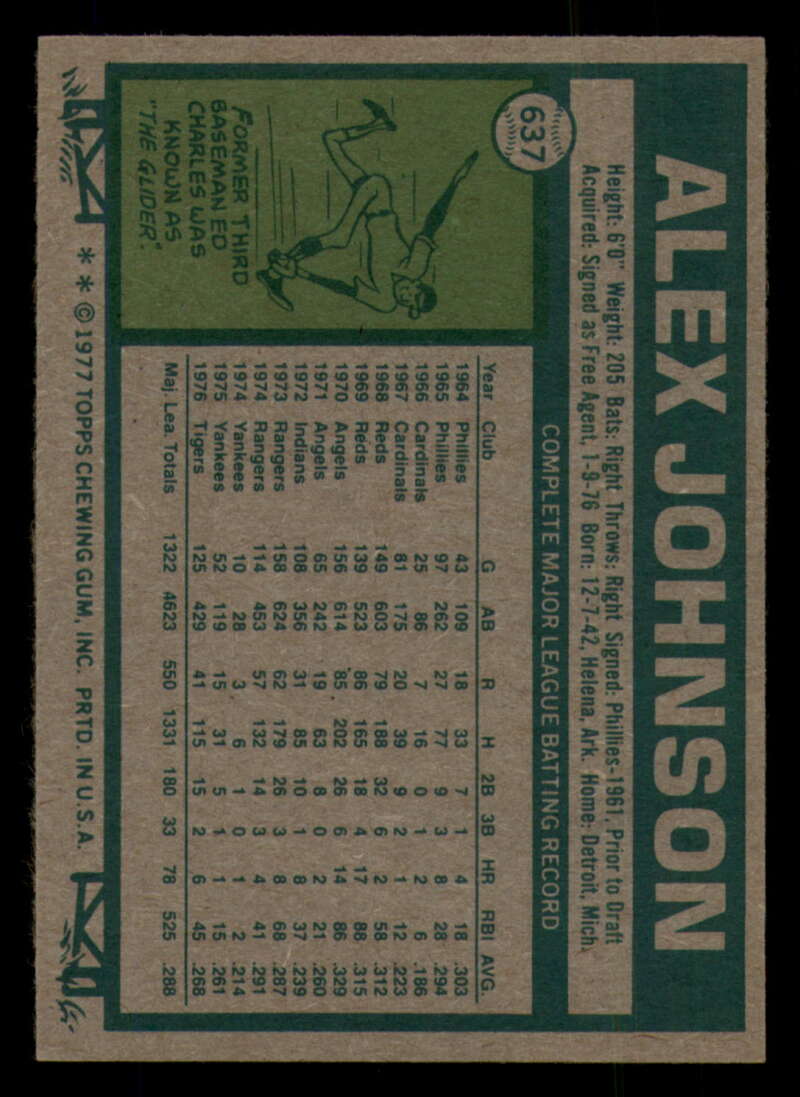 637
ALEX JOHNSON
Height: 6'0" Weight: 205 Bats: Right Throws: Right Signed: Phillies-1961, Prior to Draft
Acquired: Signed as Free Agent, 1-9-76 Born: 12-7-42, Helena, Ark. Home: Detroit, Mich.
FORMER THIRD
BASEMAN ED
CHARLES WAS
KNOWN AS
"THE GLIDER".
COMPLETE MAJOR LEAGUE BATTING RECORD
Year Club G AB R H 2B 3B HR RBI AVG.
1964 Phillies 43 109 18 33 7 1 4 18 .303
1965 Phillies 97 262 27 77 9 3 8 28 .294
1966 Cardinals 25 86 7 16 0 1 2 6 .186
1967 Cardinals 81 175 20 39 9 2 1 12 .223
1968 Reds 149 603 79 188 32 6 2 58 .312
1969 Reds 139 523 86 165 18 4 17 88 .315
1970 Angels 156 614 85 202 26 6 14 86 .329
1971 Angels 65 242 19 63 8 0 2 21 .260
1972 Indians 108 356 31 85 10 1 8 37 .239
1973 Rangers 158 624 62 179 26 3 8 68 .287
1974 Rangers 114 453 57 132 14 3 4 41 .291
1974 Yankees 10 28 3 6 1 0 1 2 .214
1975 Yankees 52 119 15 31 5 1 1 15 .261
1976 Tigers 125 429 41 115 15 2 6 45 .268
Maj. Lea. Totals 1322 4623 550 1331 180 33 78 525 .288
* * © 1977 TOPPS CHEWING GUM, INC. PRTD. IN U.S.A.